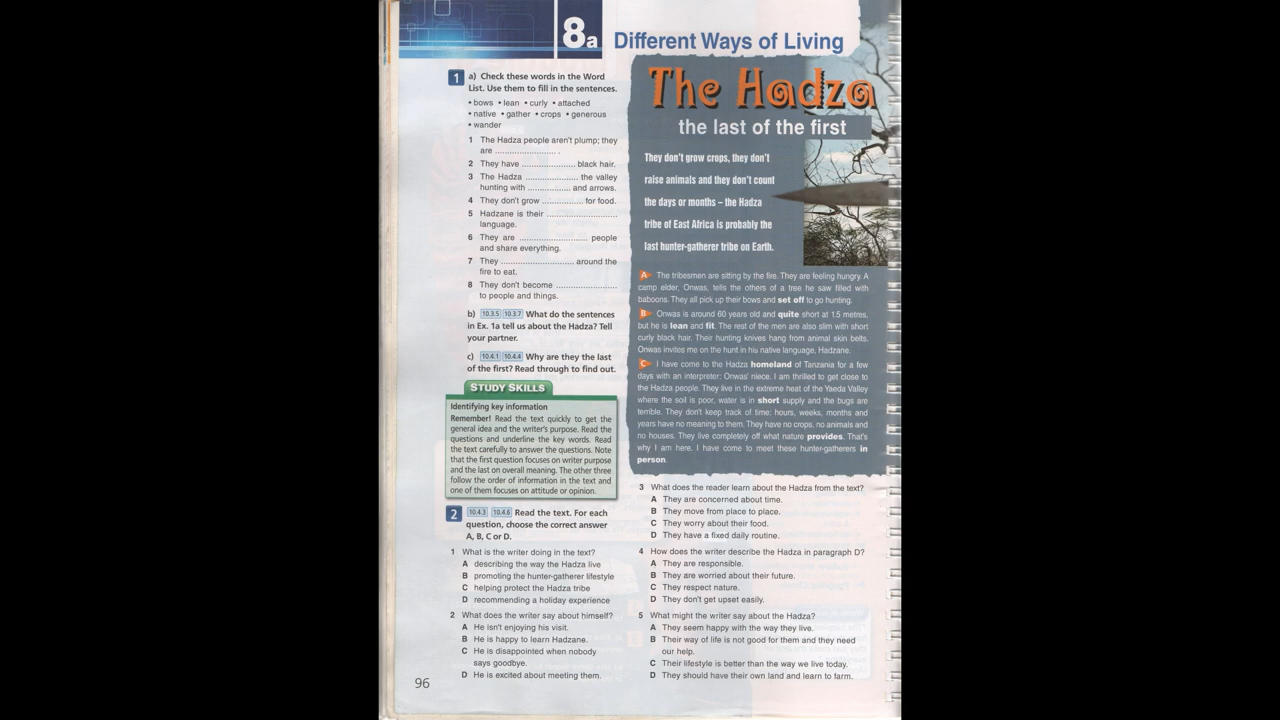 8a Different Ways of Living
1 a) Check these words in the Word
List. Use them to fill in the sentences.
• bows • lean • curly • attached
• native • gather • crops • generous
• wander
1 The Hadza people aren't plump; they
are ...................... .
2 They have .................... black hair.
3 The Hadza ................... the valley
hunting with ................ and arrows.
4 They don't grow ............... for food.
5 Hadzane is their ..........................
language.
6 They are ......................... people
and share everything.
7 They ........................... around the
fire to eat.
8 They don't become .......................
to people and things.
b) 10.3.5 10.3.7 What do the sentences
in Ex. 1a tell us about the Hadza? Tell
your partner.
c) 10.4.1 10.4.4 Why are they the last
of the first? Read through to find out.
STUDY SKILLS
Identifying key information
Remember! Read the text quickly to get the
general idea and the writer's purpose. Read the
questions and underline the key words. Read
the text carefully to answer the questions. Note
that the first question focuses on writer purpose
and the last on overall meaning. The other three
follow the order of information in the text and
one of them focuses on attitude or opinion.
2 10.4.3 10.4.6 Read the text. For each
question, choose the correct answer
A, B, C or D.
1 What is the writer doing in the text?
A describing the way the Hadza live
B promoting the hunter-gatherer lifestyle
C helping protect the Hadza tribe
D recommending a holiday experience
2 What does the writer say about himself?
A He isn't enjoying his visit.
B He is happy to learn Hadzane.
C He is disappointed when nobody
says goodbye.
D He is excited about meeting them.
96
The Hadza
the last of the first
They don't grow crops, they don't
raise animals and they don't count
the days or months – the Hadza
tribe of East Africa is probably the
last hunter-gatherer tribe on Earth.
A The tribesmen are sitting by the fire. They are feeling hungry. A
camp elder, Onwas, tells the others of a tree he saw filled with
baboons. They all pick up their bows and set off to go hunting.
B Onwas is around 60 years old and quite short at 1.5 metres,
but he is lean and fit. The rest of the men are also slim with short
curly black hair. Their hunting knives hang from animal skin belts.
Onwas invites me on the hunt in his native language, Hadzane.
C I have come to the Hadza homeland of Tanzania for a few
days with an interpreter: Onwas' niece. I am thrilled to get close to
the Hadza people. They live in the extreme heat of the Yaeda Valley
where the soil is poor, water is in short supply and the bugs are
terrible. They don't keep track of time: hours, weeks, months and
years have no meaning to them. They have no crops, no animals and
no houses. They live completely off what nature provides. That's
why I am here. I have come to meet these hunter-gatherers in
person.
3 What does the reader learn about the Hadza from the text?
A They are concerned about time.
B They move from place to place.
C They worry about their food.
D They have a fixed daily routine.
4 How does the writer describe the Hadza in paragraph D?
A They are responsible.
B They are worried about their future.
C They respect nature.
D They don't get upset easily.
5 What might the writer say about the Hadza?
A They seem happy with the way they live.
B Their way of life is not good for them and they need
our help.
C Their lifestyle is better than the way we live today.
D They should have their own land and learn to farm.